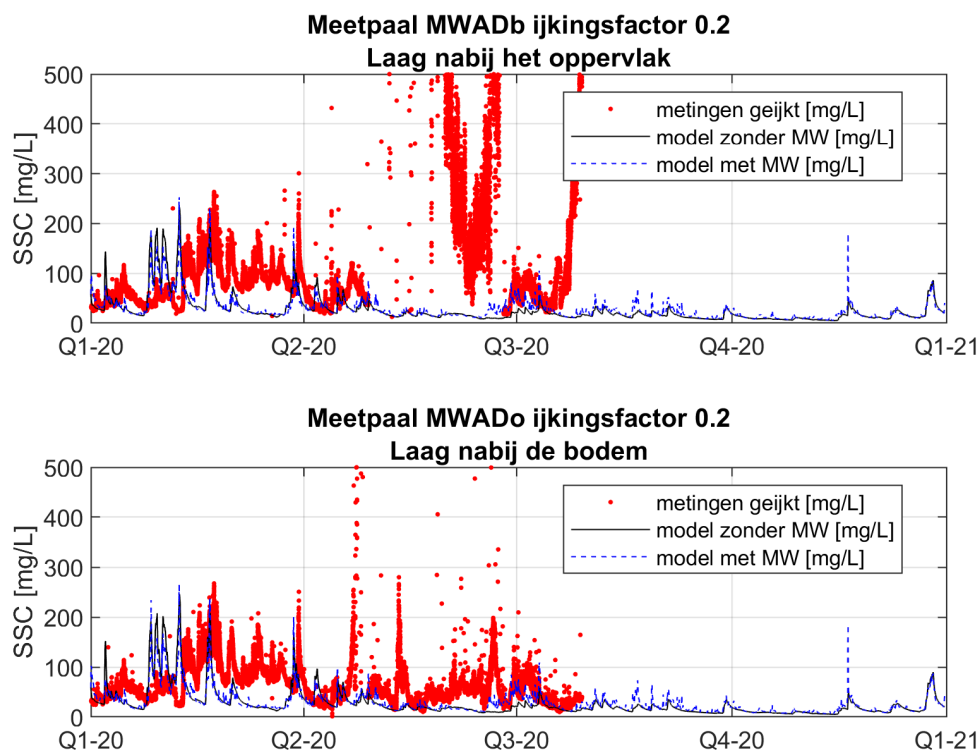 Meetpaal MWADb ijkingsfactor 0.2
Laag nabij het oppervlak
SSC [mg/L]
500
400
300
200
100
0
metingen geijkt [mg/L]
model zonder MW [mg/L]
model met MW [mg/L]
Q1-20 Q2-20 Q3-20 Q4-20 Q1-21
Meetpaal MWADo ijkingsfactor 0.2
Laag nabij de bodem
SSC [mg/L]
500
400
300
200
100
0
metingen geijkt [mg/L]
model zonder MW [mg/L]
model met MW [mg/L]
Q1-20 Q2-20 Q3-20 Q4-20 Q1-21